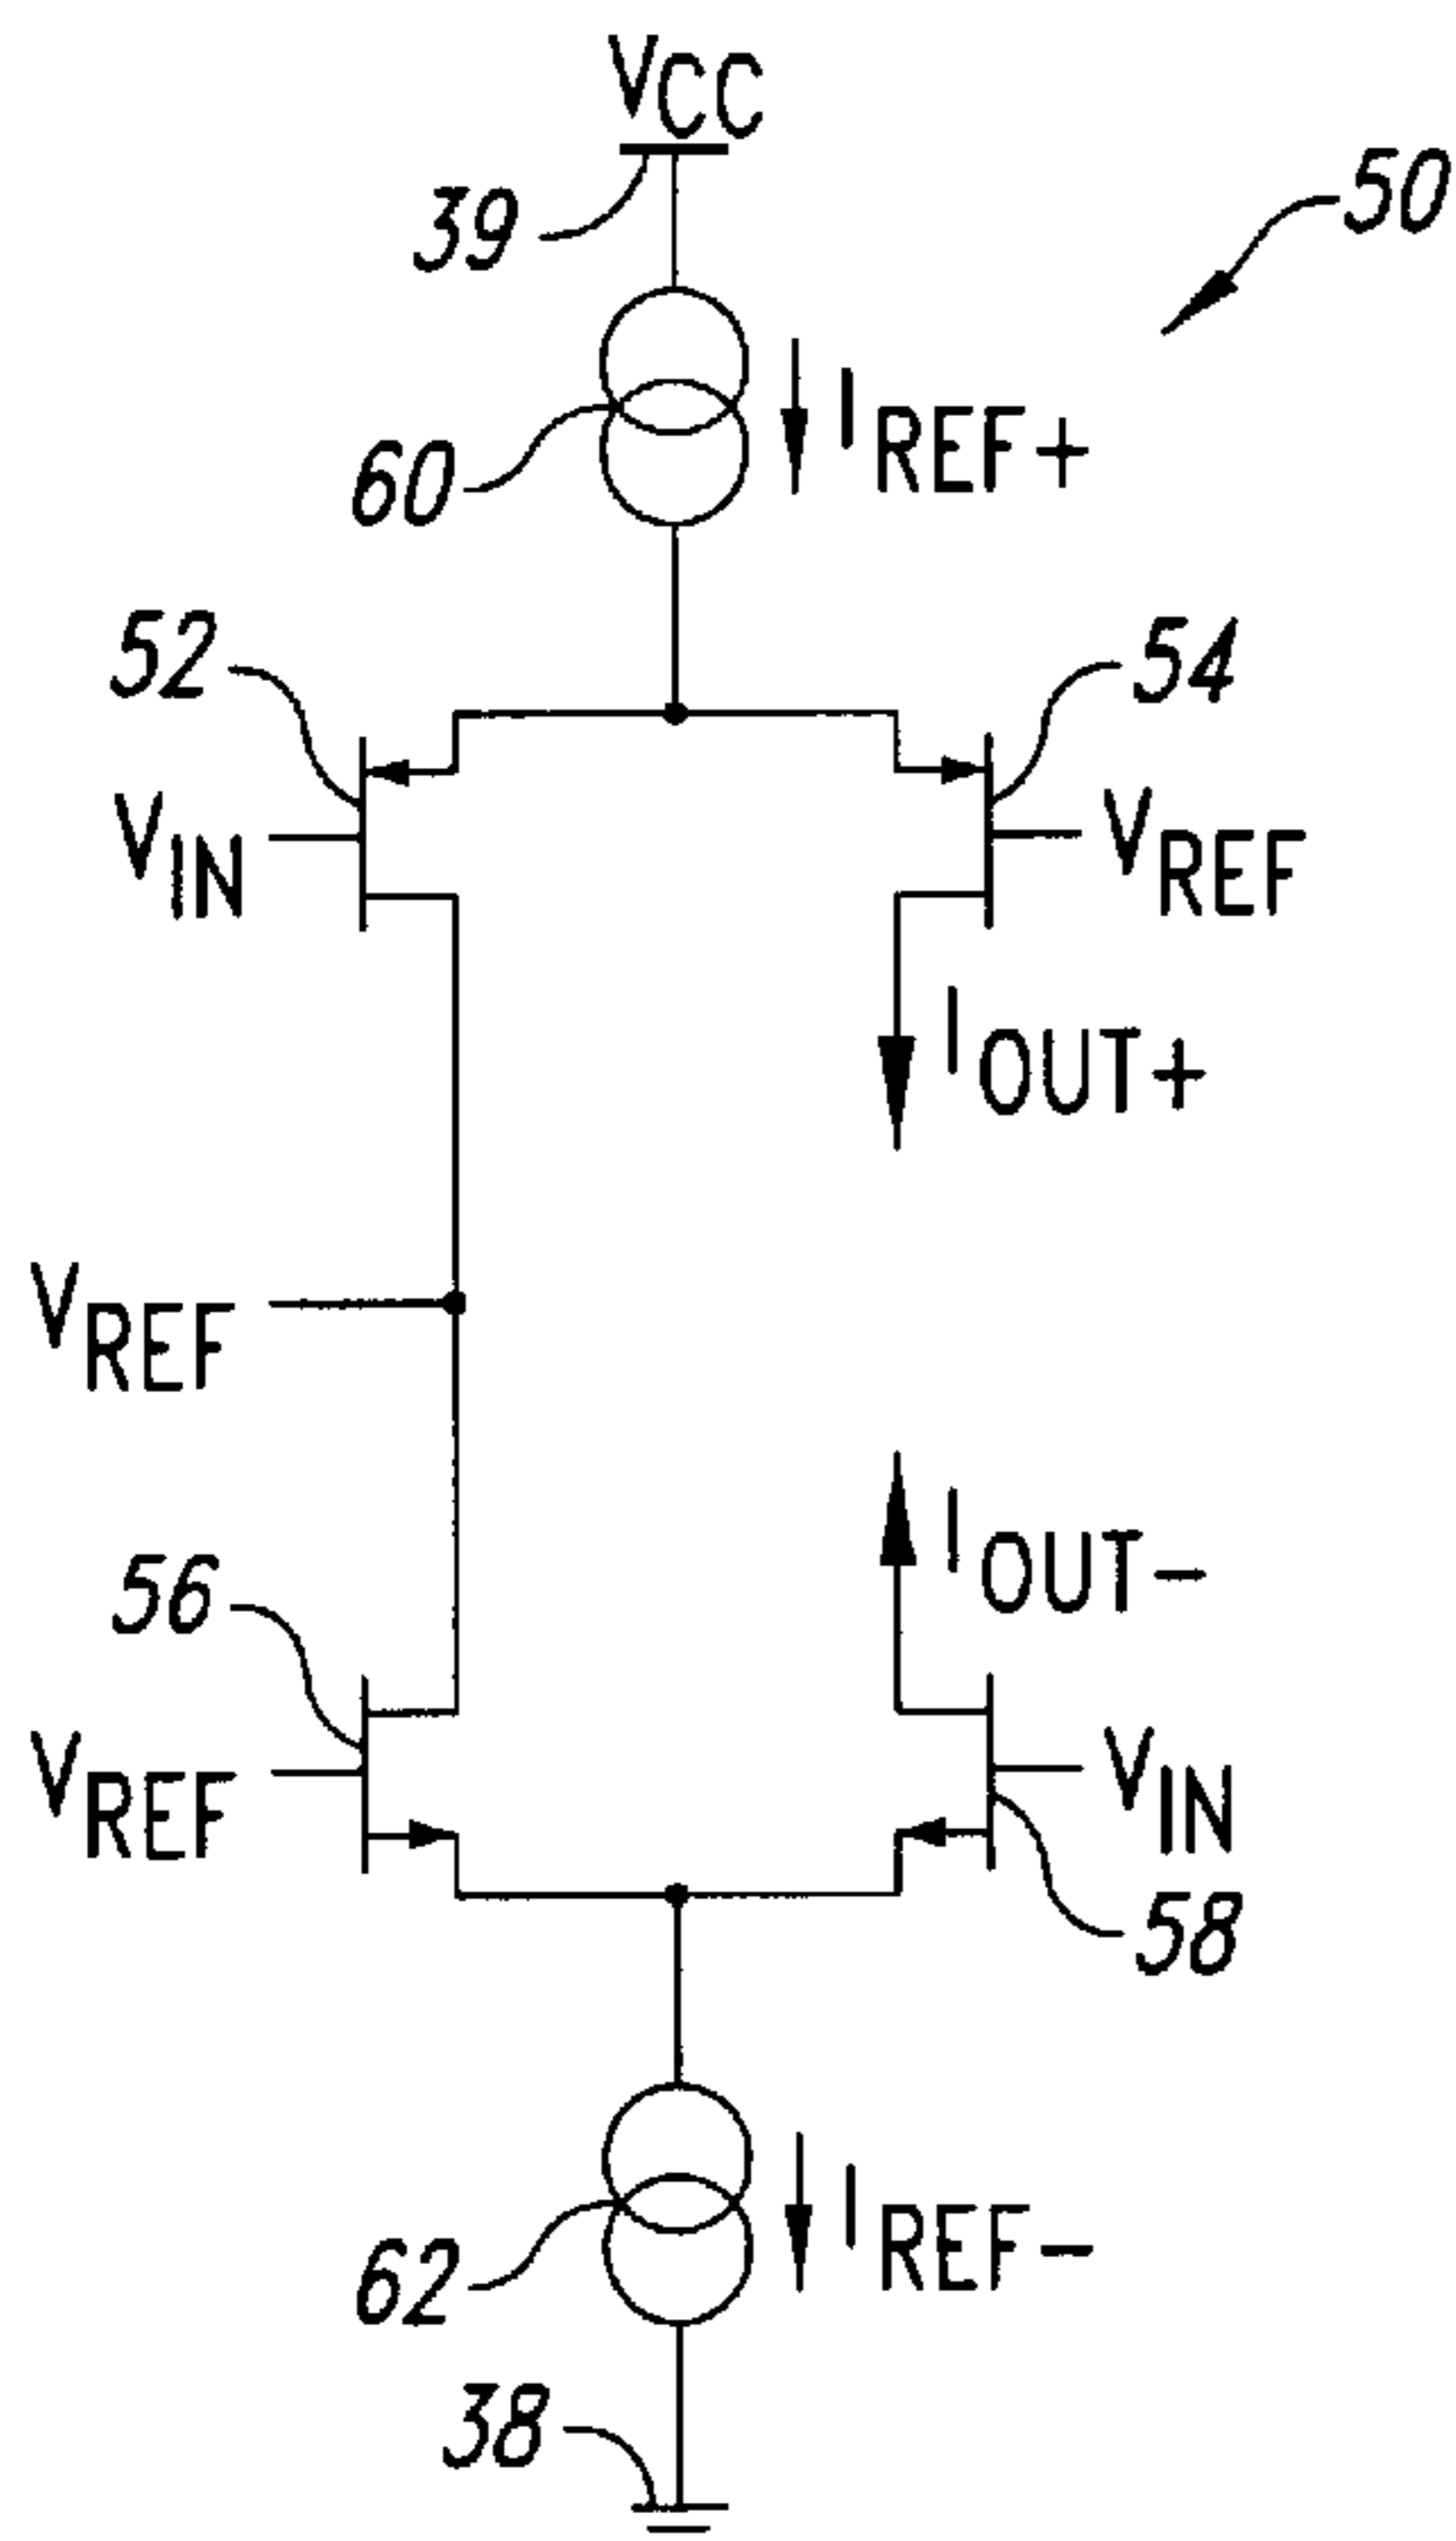 VCC
39
50
60
IREF+
52
54
VIN
VREF
IOUT+
VREF
IOUT-
56
VREF
VIN
58
62
IREF-
38